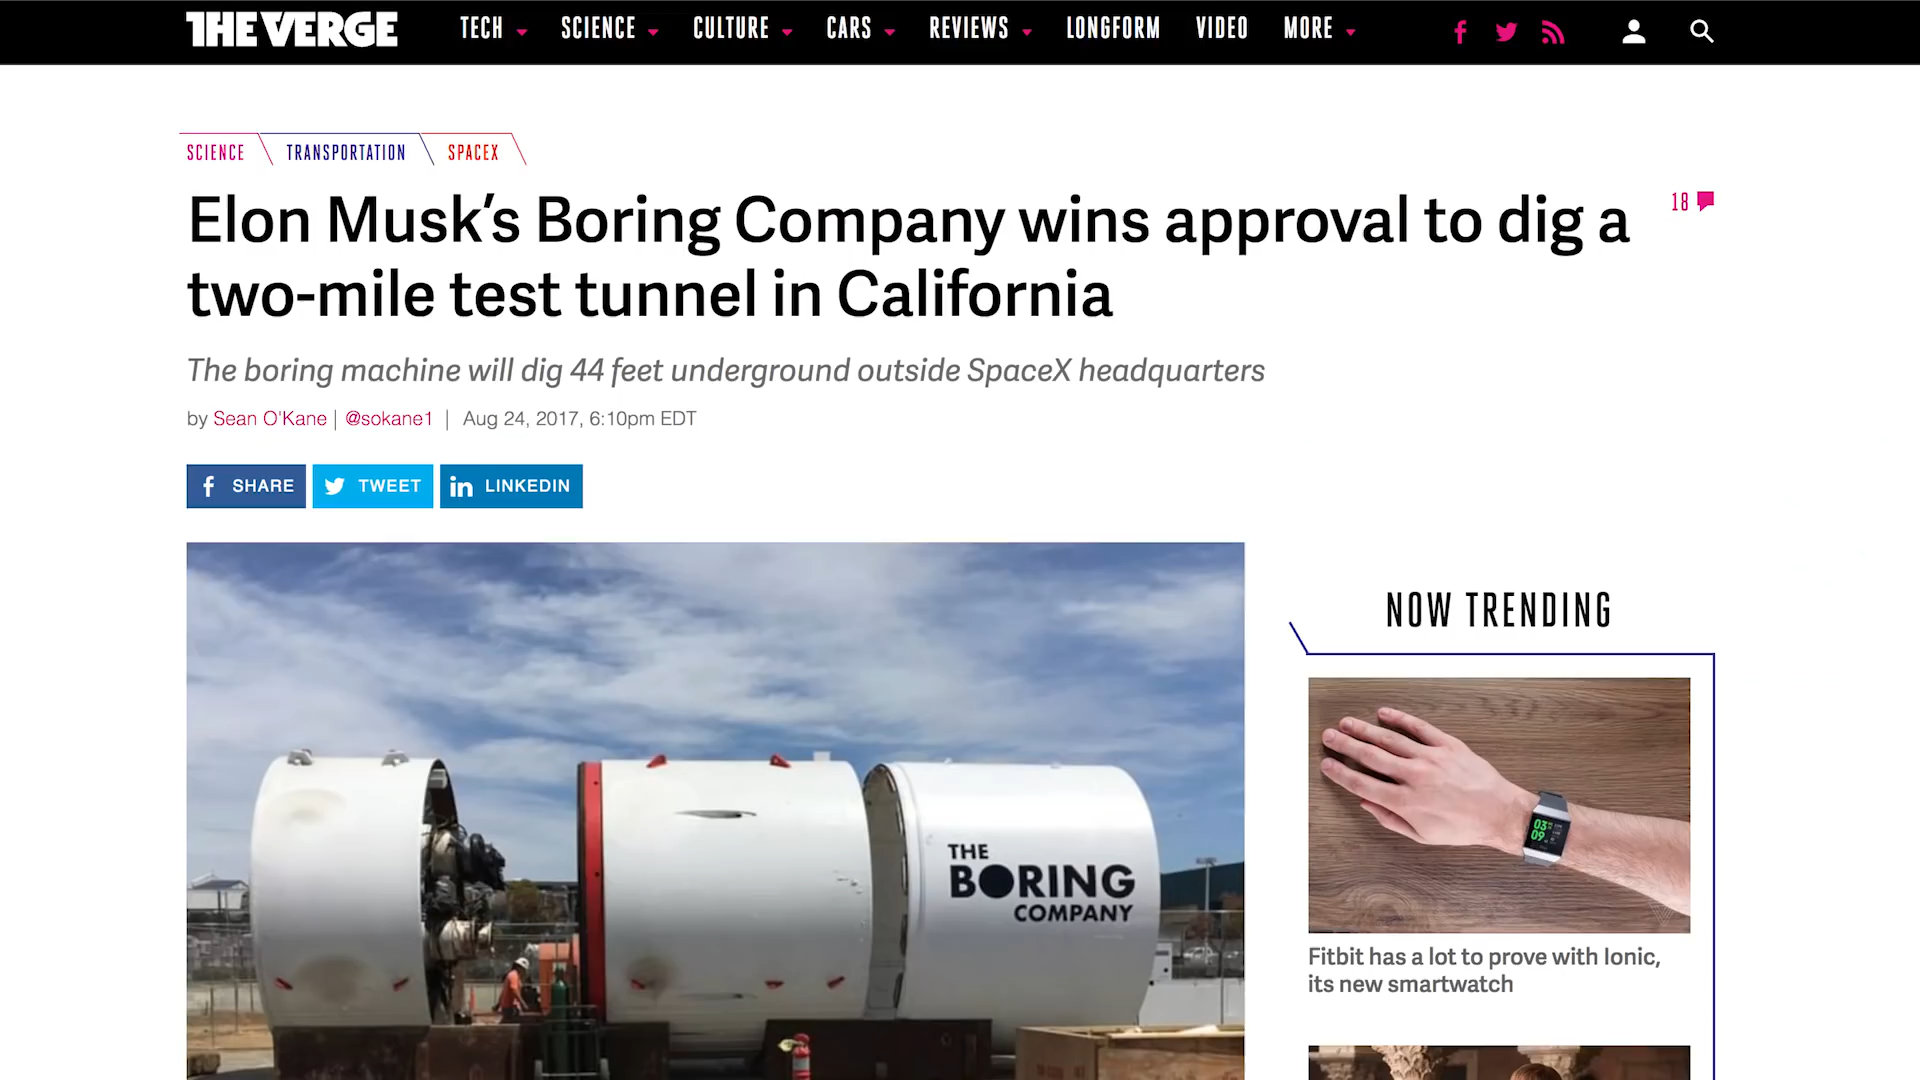 THE VERGE
TECH SCIENCE CULTURE CARS REVIEWS LONGFORM VIDEO MORE
SCIENCE TRANSPORTATION SPACEX
Elon Musk’s Boring Company wins approval to dig a
18
two-mile test tunnel in California
The boring machine will dig 44 feet underground outside SpaceX headquarters
by Sean O'Kane | @sokane1 | Aug 24, 2017, 6:10pm EDT
SHARE TWEET LINKEDIN
NOW TRENDING
03
09
THE
BORING
COMPANY
Fitbit has a lot to prove with Ionic,
its new smartwatch